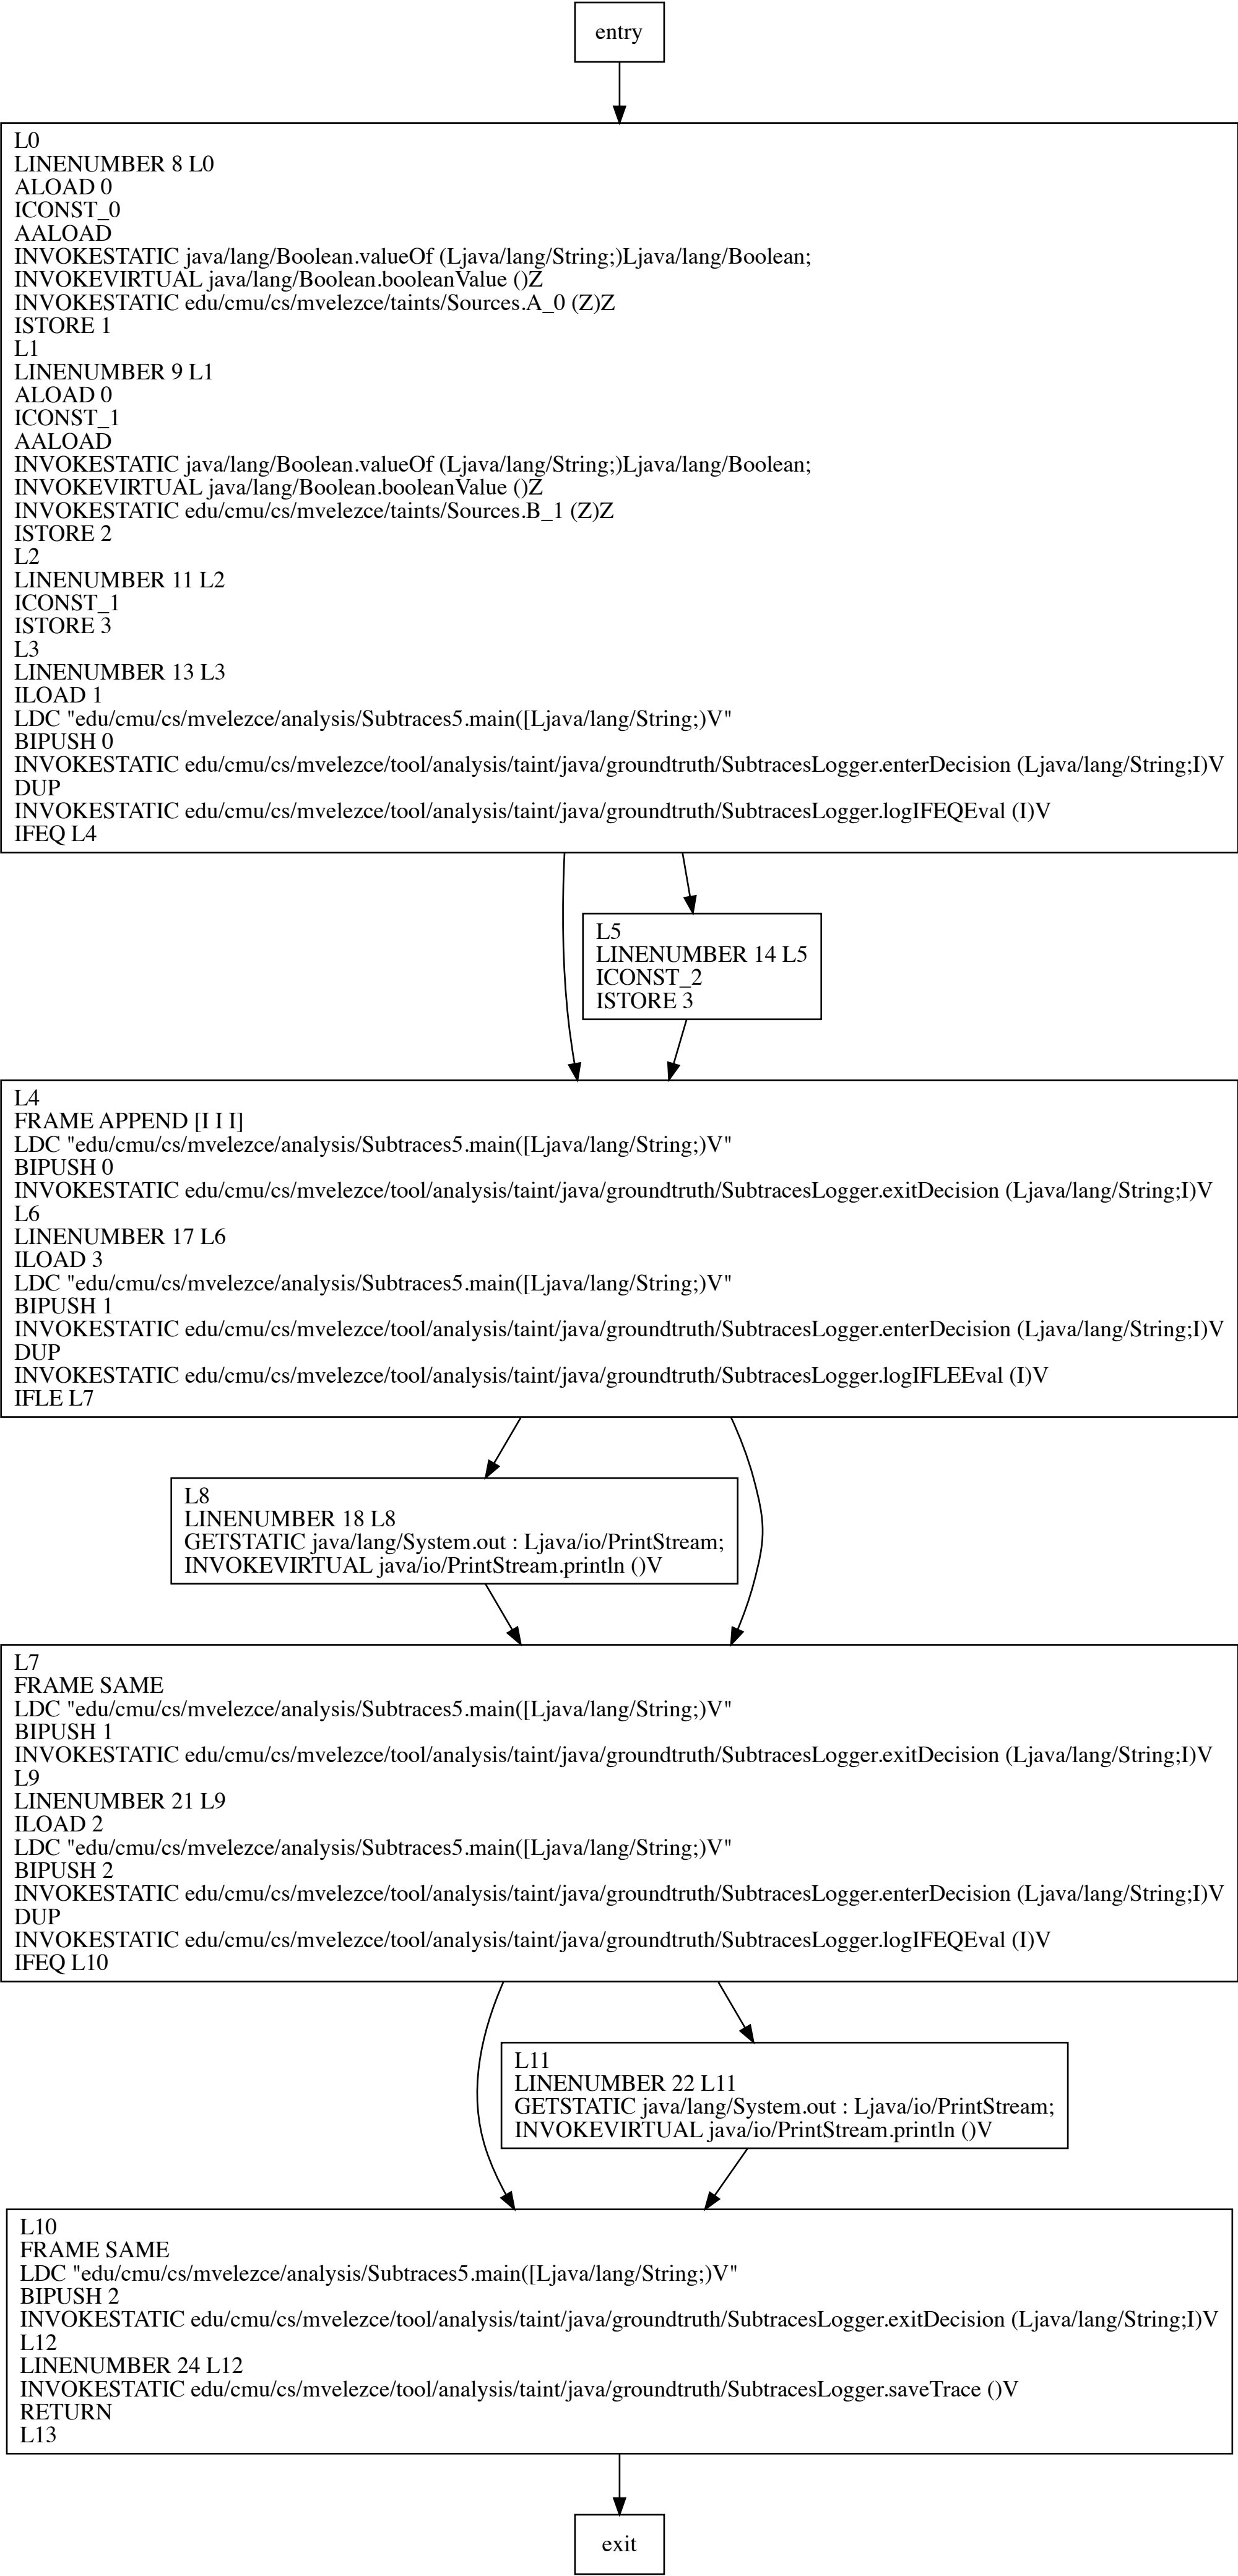 entry
L0
LINENUMBER 8 L0
ALOAD 0
ICONST_0
AALOAD
INVOKESTATIC java/lang/Boolean.valueOf (Ljava/lang/String;)Ljava/lang/Boolean;
INVOKEVIRTUAL java/lang/Boolean.booleanValue ()Z
INVOKESTATIC edu/cmu/cs/mvelezce/taints/Sources.A_0 (Z)Z
ISTORE 1
L1
LINENUMBER 9 L1
ALOAD 0
ICONST_1
AALOAD
INVOKESTATIC java/lang/Boolean.valueOf (Ljava/lang/String;)Ljava/lang/Boolean;
INVOKEVIRTUAL java/lang/Boolean.booleanValue ()Z
INVOKESTATIC edu/cmu/cs/mvelezce/taints/Sources.B_1 (Z)Z
ISTORE 2
L2
LINENUMBER 11 L2
ICONST_1
ISTORE 3
L3
LINENUMBER 13 L3
ILOAD 1
LDC "edu/cmu/cs/mvelezce/analysis/Subtraces5.main([Ljava/lang/String;)V"
BIPUSH 0
INVOKESTATIC edu/cmu/cs/mvelezce/tool/analysis/taint/java/groundtruth/SubtracesLogger.enterDecision (Ljava/lang/String;I)V
DUP
INVOKESTATIC edu/cmu/cs/mvelezce/tool/analysis/taint/java/groundtruth/SubtracesLogger.logIFEQEval (I)V
IFEQ L4
L5
LINENUMBER 14 L5
ICONST_2
ISTORE 3
L4
FRAME APPEND [I I I]
LDC "edu/cmu/cs/mvelezce/analysis/Subtraces5.main([Ljava/lang/String;)V"
BIPUSH 0
INVOKESTATIC edu/cmu/cs/mvelezce/tool/analysis/taint/java/groundtruth/SubtracesLogger.exitDecision (Ljava/lang/String;I)V
L6
LINENUMBER 17 L6
ILOAD 3
LDC "edu/cmu/cs/mvelezce/analysis/Subtraces5.main([Ljava/lang/String;)V"
BIPUSH 1
INVOKESTATIC edu/cmu/cs/mvelezce/tool/analysis/taint/java/groundtruth/SubtracesLogger.enterDecision (Ljava/lang/String;I)V
DUP
INVOKESTATIC edu/cmu/cs/mvelezce/tool/analysis/taint/java/groundtruth/SubtracesLogger.logIFLEEval (I)V
IFLE L7
L8
LINENUMBER 18 L8
GETSTATIC java/lang/System.out : Ljava/io/PrintStream;
INVOKEVIRTUAL java/io/PrintStream.println ()V
L7
FRAME SAME
LDC "edu/cmu/cs/mvelezce/analysis/Subtraces5.main([Ljava/lang/String;)V"
BIPUSH 1
INVOKESTATIC edu/cmu/cs/mvelezce/tool/analysis/taint/java/groundtruth/SubtracesLogger.exitDecision (Ljava/lang/String;I)V
L9
LINENUMBER 21 L9
ILOAD 2
LDC "edu/cmu/cs/mvelezce/analysis/Subtraces5.main([Ljava/lang/String;)V"
BIPUSH 2
INVOKESTATIC edu/cmu/cs/mvelezce/tool/analysis/taint/java/groundtruth/SubtracesLogger.enterDecision (Ljava/lang/String;I)V
DUP
INVOKESTATIC edu/cmu/cs/mvelezce/tool/analysis/taint/java/groundtruth/SubtracesLogger.logIFEQEval (I)V
IFEQ L10
L11
LINENUMBER 22 L11
GETSTATIC java/lang/System.out : Ljava/io/PrintStream;
INVOKEVIRTUAL java/io/PrintStream.println ()V
L10
FRAME SAME
LDC "edu/cmu/cs/mvelezce/analysis/Subtraces5.main([Ljava/lang/String;)V"
BIPUSH 2
INVOKESTATIC edu/cmu/cs/mvelezce/tool/analysis/taint/java/groundtruth/SubtracesLogger.exitDecision (Ljava/lang/String;I)V
L12
LINENUMBER 24 L12
INVOKESTATIC edu/cmu/cs/mvelezce/tool/analysis/taint/java/groundtruth/SubtracesLogger.saveTrace ()V
RETURN
L13
exit